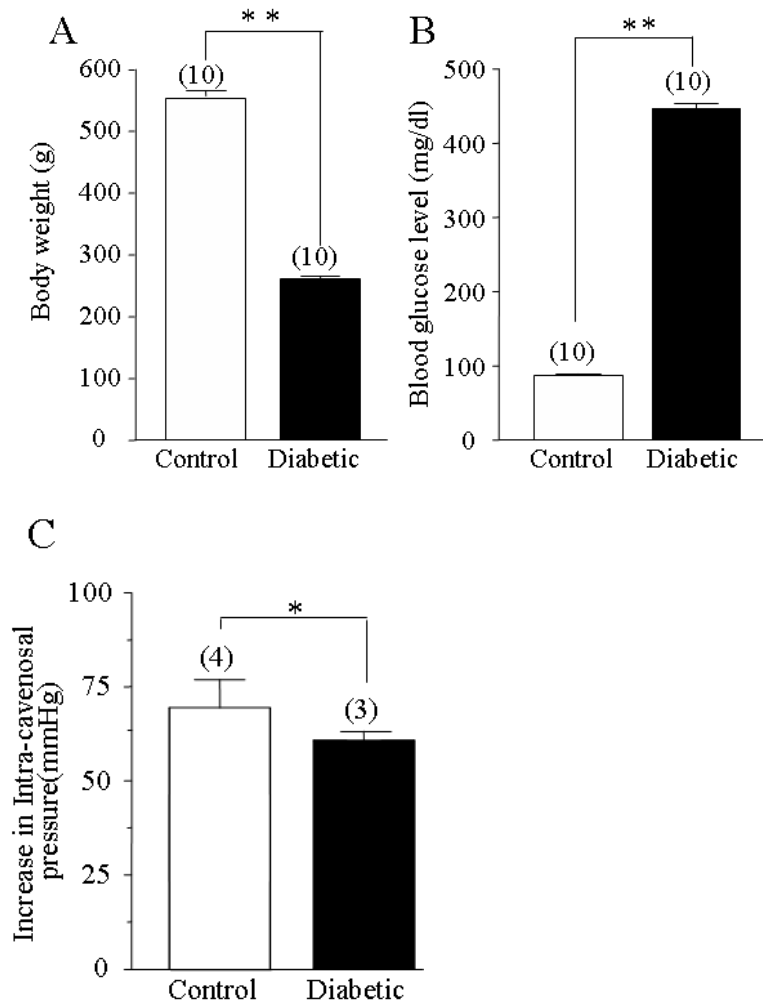 A
* *
600
500
400
300
200
100
0
Body weight (g)
(10)
(10)
Control Diabetic
B
**
500
400
300
200
100
0
Blood glucose level (mg/dl)
(10)
(10)
Control Diabetic
C
*
100
75
50
25
0
Increase in Intra-cavenosal
pressure(mmHg)
(4)
(3)
Control Diabetic